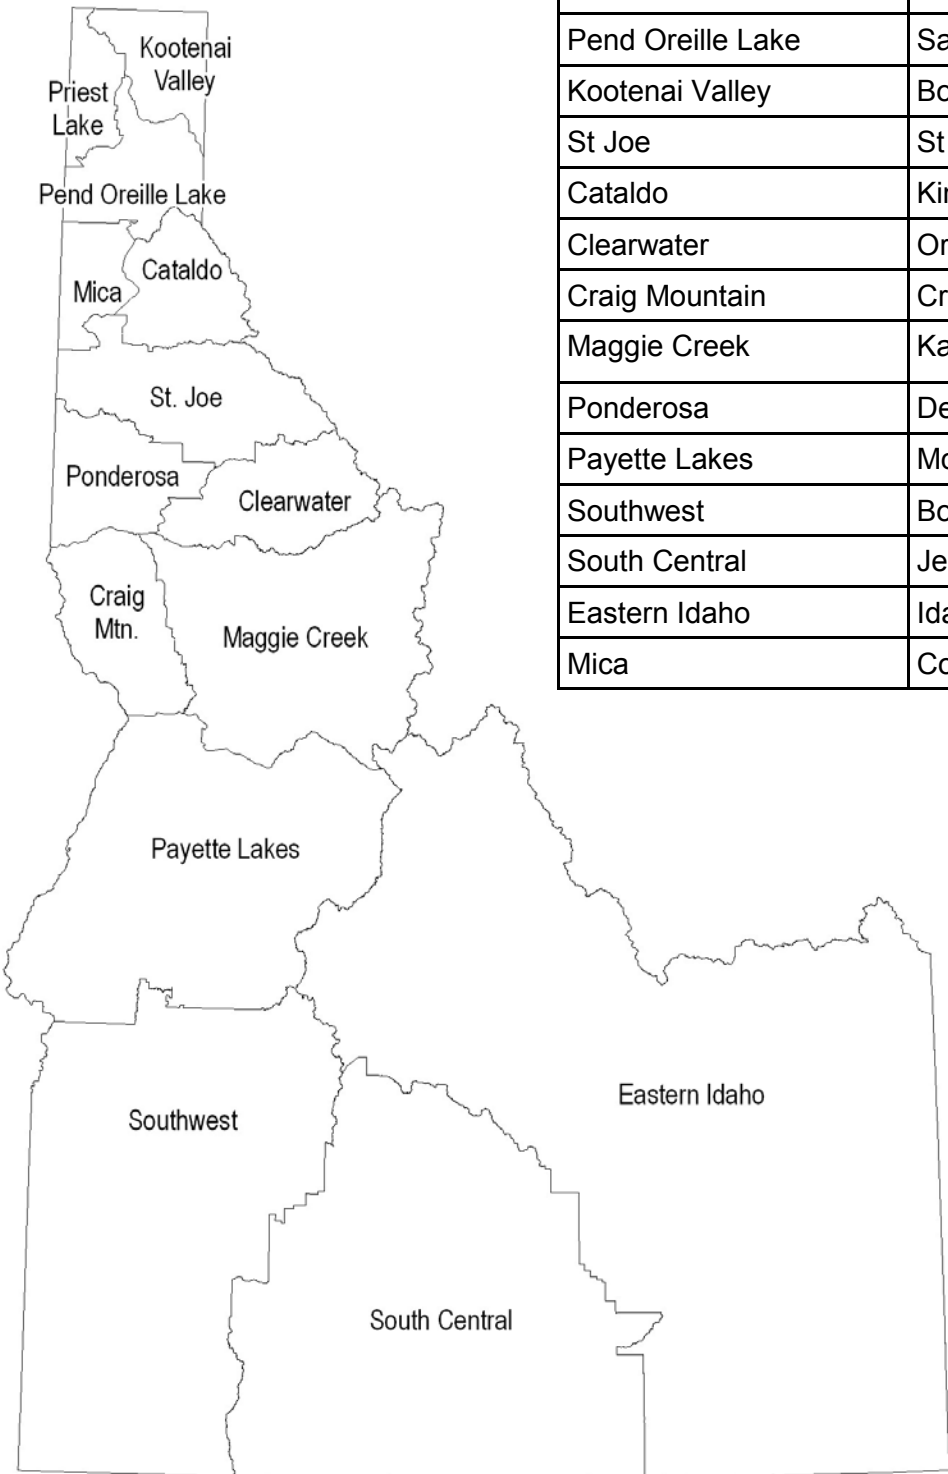 Kootenai
Valley
Priest
Lake
Pend Oreille Lake
Cataldo
Mica
St. Joe
Ponderosa
Clearwater
Craig
Mtn.
Maggie Creek
Payette Lakes
Southwest
Eastern Idaho
South Central
Pend Oreille Lake Sa
Kootenai Valley Bo
St Joe St
Cataldo Ki
Clearwater Or
Craig Mountain Cr
Maggie Creek Ka
Ponderosa De
Payette Lakes Mc
Southwest Bo
South Central Je
Eastern Idaho Ida
Mica Co